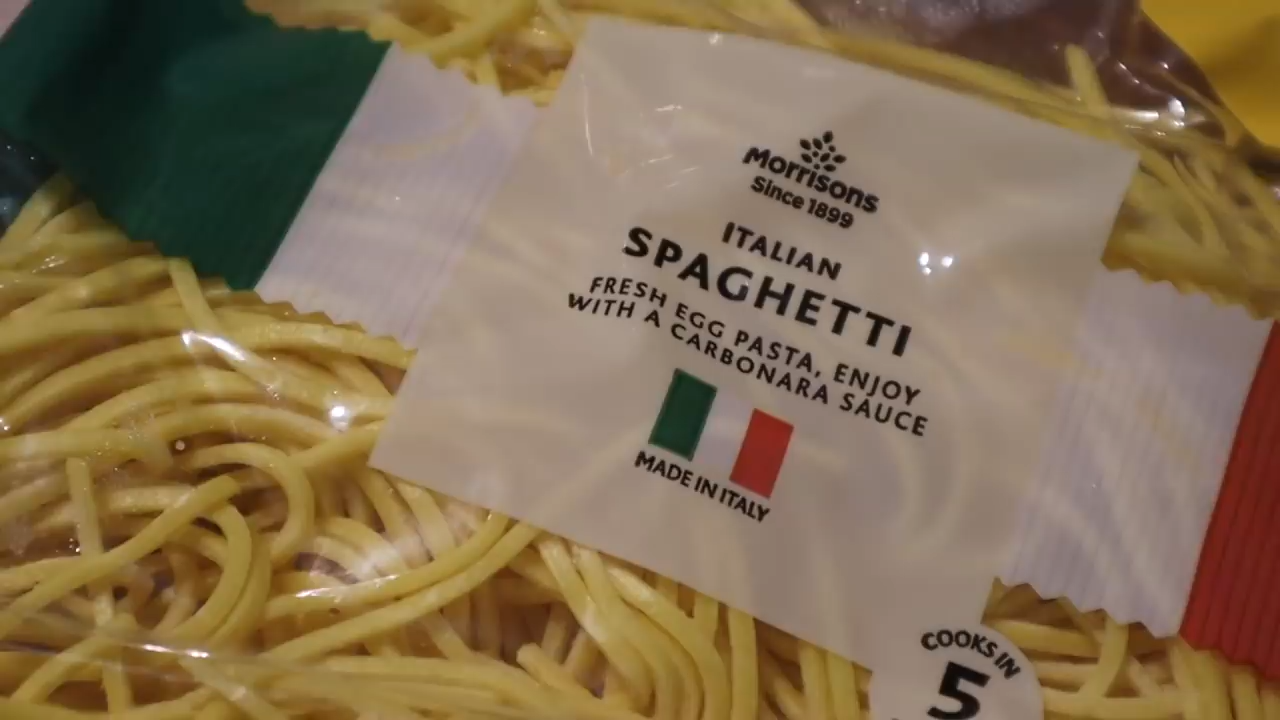 Morrisons
Since 1899
ITALIAN
SPAGHETTI
FRESH EGG PASTA, ENJOY
WITH A CARBONARA SAUCE
MADE IN ITALY
COOKS IN
5